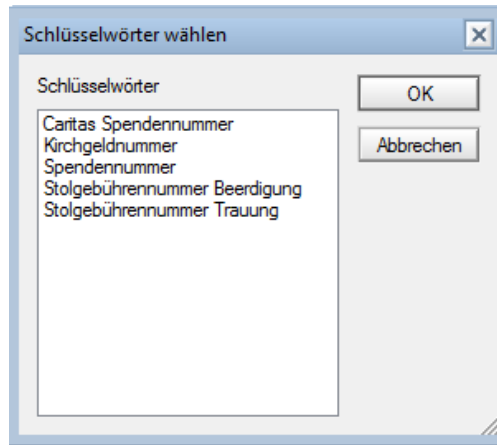 Schlüsselwörter wählen
Schlüsselwörter
OK
Abbrechen
Caritas Spendennummer
Kirchgeldnummer
Spendennummer
Stolgebührennummer Beerdigung
Stolgebührennummer Trauung